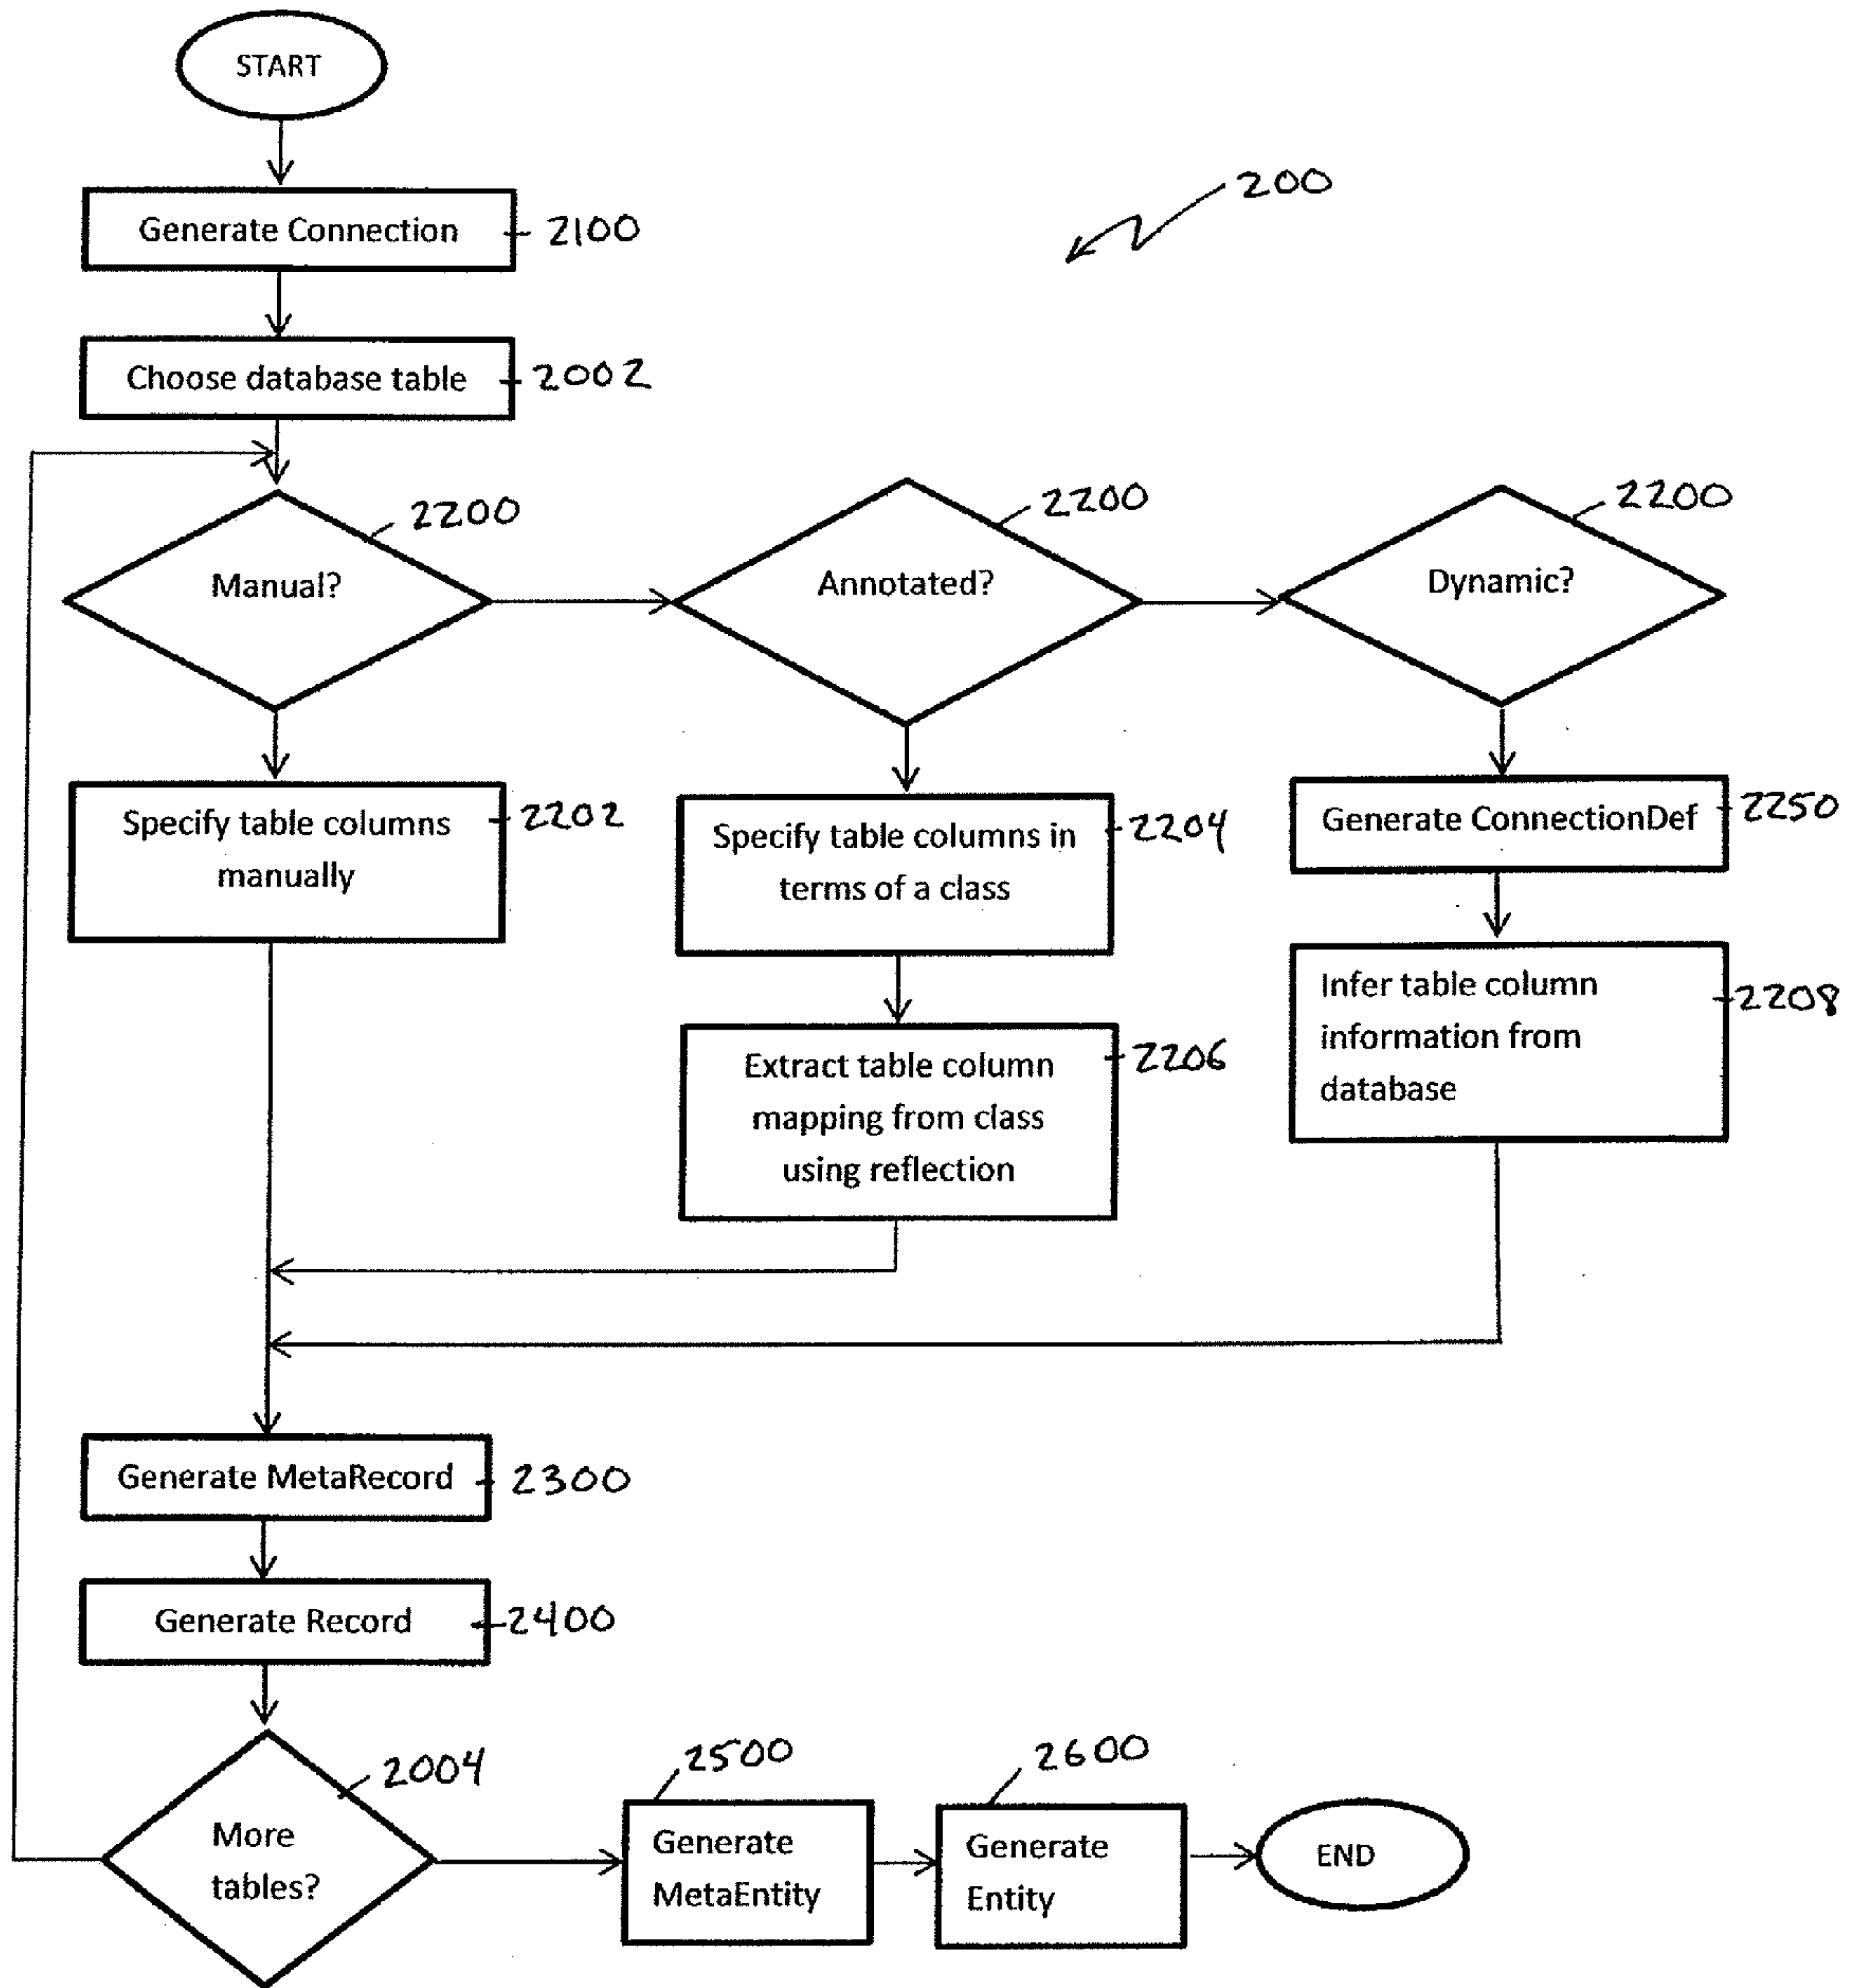 START
200
Generate Connection
2100
Choose database table
2002
2200
2200
2200
Manual?
Annotated?
Dynamic?
Specify table columns
manually
2202
Specify table columns in
terms of a class
2204
Generate ConnectionDef
2250
Extract table column
mapping from class
using reflection
2206
Infer table column
information from
database
2208
Generate MetaRecord
2300
Generate Record
2400
More
tables?
2004
2500
Generate
MetaEntity
2600
Generate
Entity
END